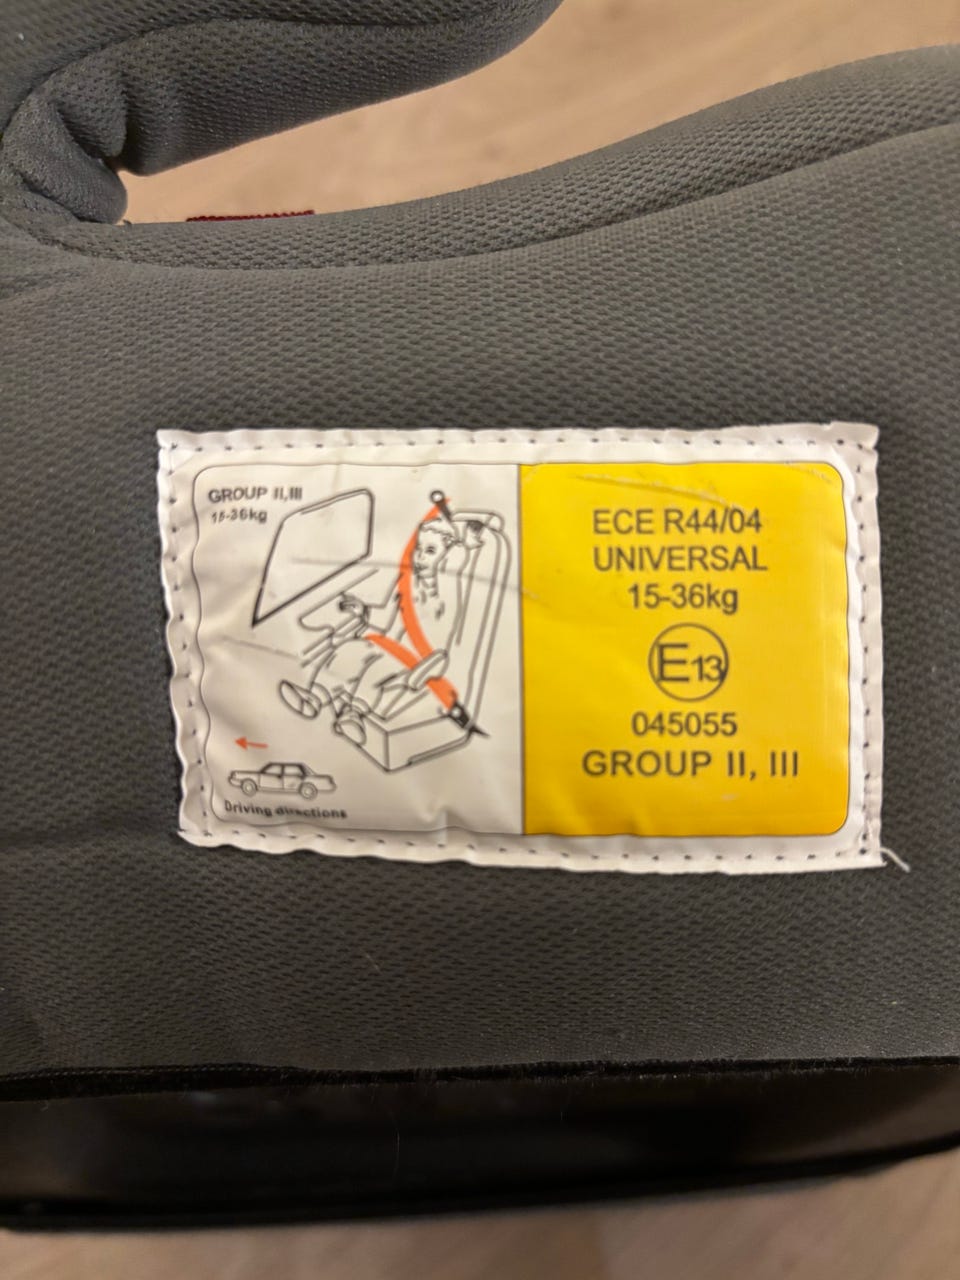 GROUP II,III
15-36kg
Driving directions
ECE R44/04
UNIVERSAL
15-36kg
E13
045055
GROUP II, III